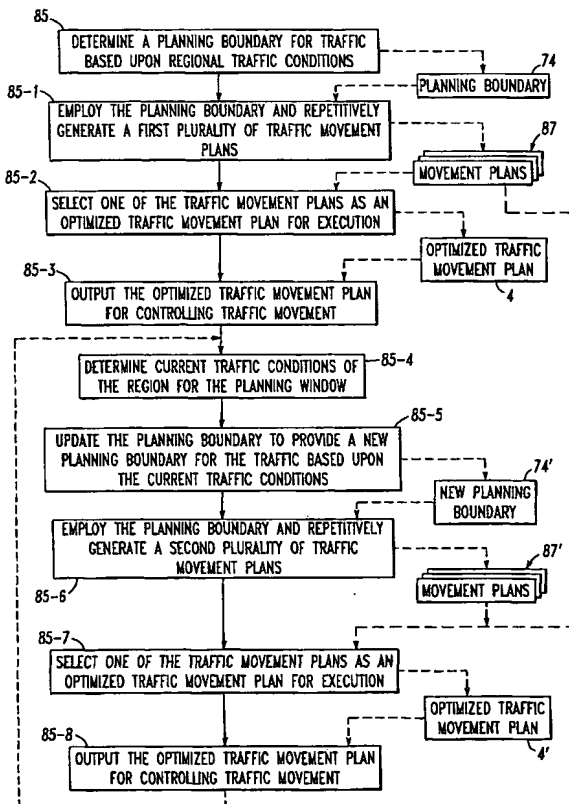 85
DETERMINE A PLANNING BOUNDARY FOR TRAFFIC
BASED UPON REGIONAL TRAFFIC CONDITIONS
74
PLANNING BOUNDARY
85-1
EMPLOY THE PLANNING BOUNDARY AND REPETITIVELY
GENERATE A FIRST PLURALITY OF TRAFFIC MOVEMENT
PLANS
87
MOVEMENT PLANS
85-2
SELECT ONE OF THE TRAFFIC MOVEMENT PLANS AS AN
OPTIMIZED TRAFFIC MOVEMENT PLAN FOR EXECUTION
OPTIMIZED TRAFFIC
MOVEMENT PLAN
4
85-3
OUTPUT THE OPTIMIZED TRAFFIC MOVEMENT PLAN
FOR CONTROLLING TRAFFIC MOVEMENT
85-4
DETERMINE CURRENT TRAFFIC CONDITIONS OF
THE REGION FOR THE PLANNING WINDOW
85-5
UPDATE THE PLANNING BOUNDARY TO PROVIDE A NEW
PLANNING BOUNDARY FOR THE TRAFFIC BASED UPON
THE CURRENT TRAFFIC CONDITIONS
74'
NEW PLANNING
BOUNDARY
EMPLOY THE PLANNING BOUNDARY AND REPETITIVELY
GENERATE A SECOND PLURALITY OF TRAFFIC
MOVEMENT PLANS
85-6
87'
MOVEMENT PLANS
85-7
SELECT ONE OF THE TRAFFIC MOVEMENT PLANS AS AN
OPTIMIZED TRAFFIC MOVEMENT PLAN FOR EXECUTION
OPTIMIZED TRAFFIC
MOVEMENT PLAN
4'
85-8
OUTPUT THE OPTIMIZED TRAFFIC MOVEMENT PLAN
FOR CONTROLLING TRAFFIC MOVEMENT